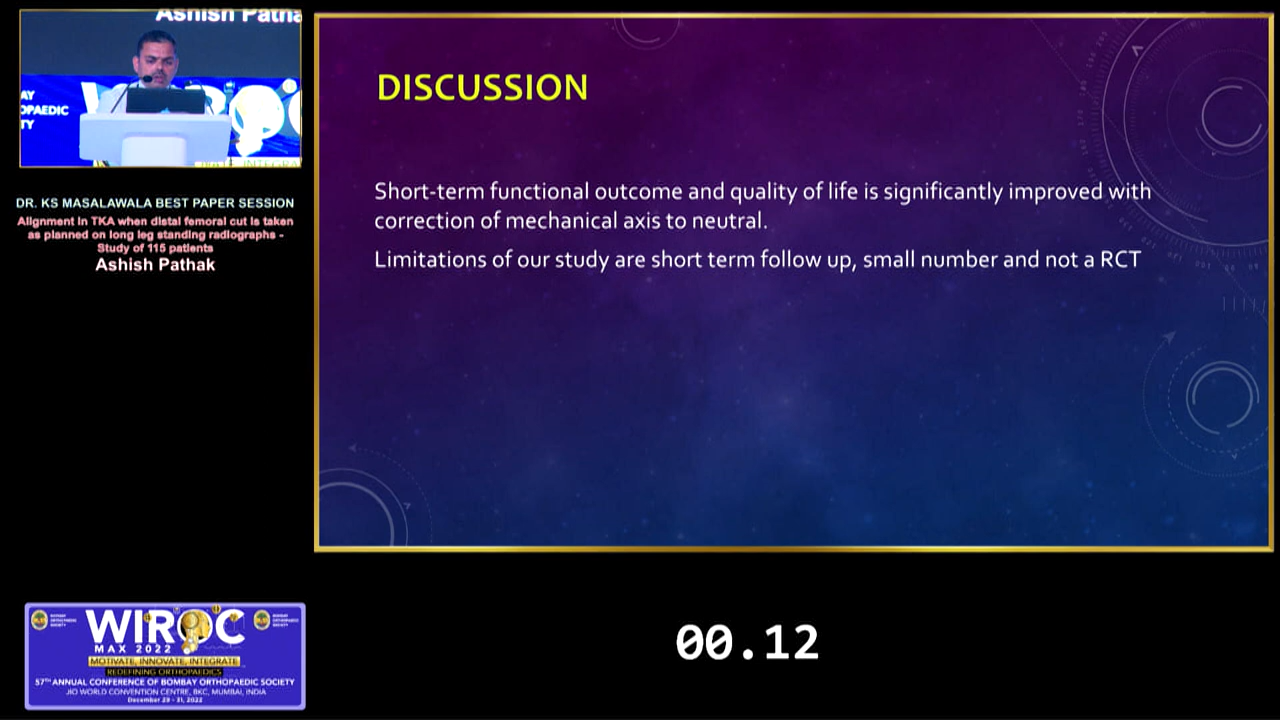 Ashish Patha
AY
OPAEDIC
TY
DR. KS MASALAWALA BEST PAPER SESSION
Alignment in TKA when distal femoral cut is taken
as planned on long leg standing radiographs -
Study of 115 patients
Ashish Pathak
DISCUSSION
Short-term functional outcome and quality of life is significantly improved with
correction of mechanical axis to neutral.
Limitations of our study are short term follow up, small number and not a RCT
WIROC
MAX 2022
MOTIVATE, INNOVATE, INTEGRATE
REDEFINING ORTHOPAEDICS
57TH ANNUAL CONFERENCE OF BOMBAY ORTHOPAEDIC SOCIETY
JIO WORLD CONVENTION CENTRE, BKC, MUMBAI, INDIA
December 29 - 31, 2022
00.12